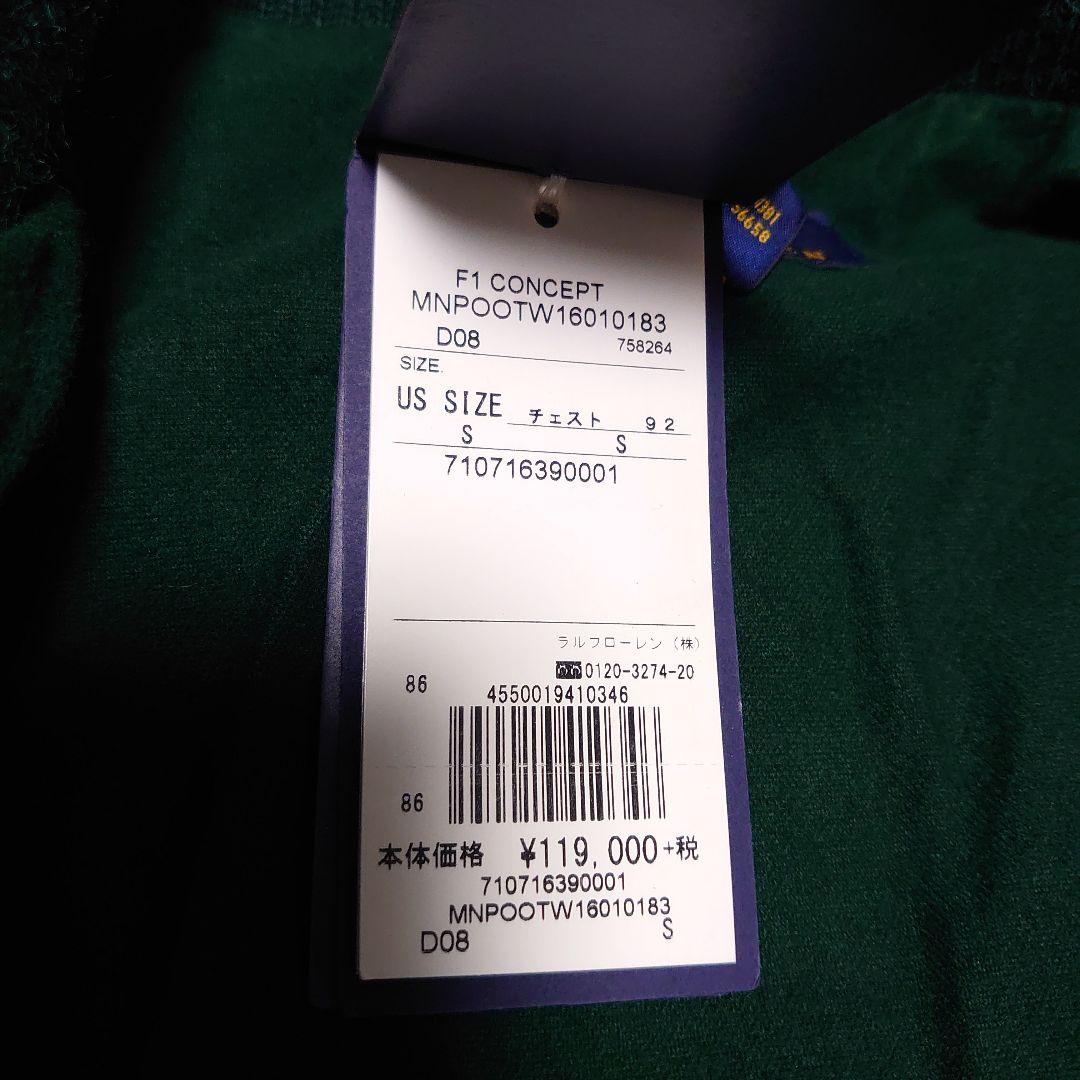 F1 CONCEPT
MNPOOTW16010183
D08 758264
SIZE.
US SIZE チェスト 92
S S
710716390001
ラルフローレン（株）
0120-3274-20
86 4550019410346
86
本体価格 ¥119,000+税
710716390001
MNPOOTW16010183
D08 S
56658